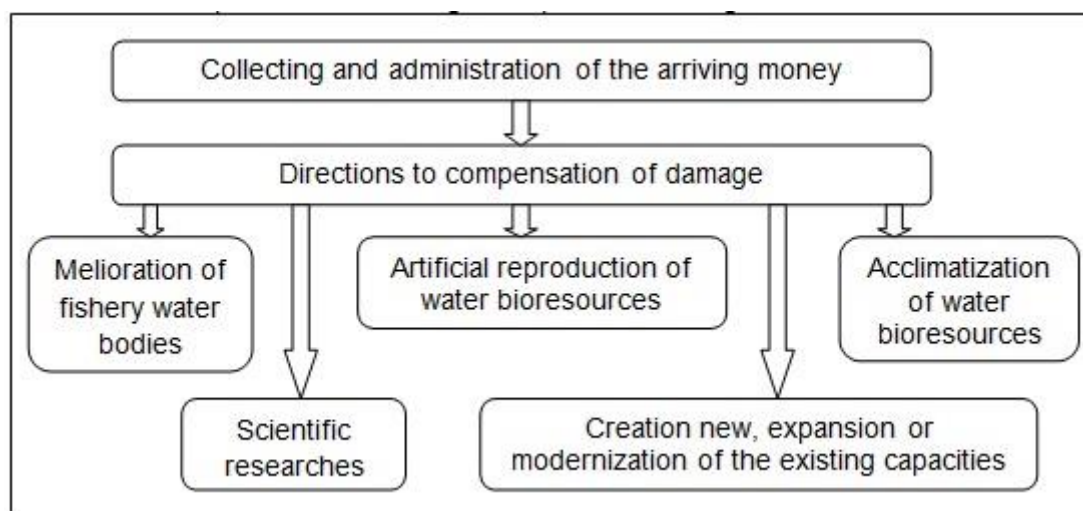 Collecting and administration of the arriving money
Directions to compensation of damage
Melioration of
fishery water
bodies
Artificial reproduction of
water bioresources
Acclimatization
of water
bioresources
Scientific
researches
Creation new, expansion or
modernization of the existing capacities